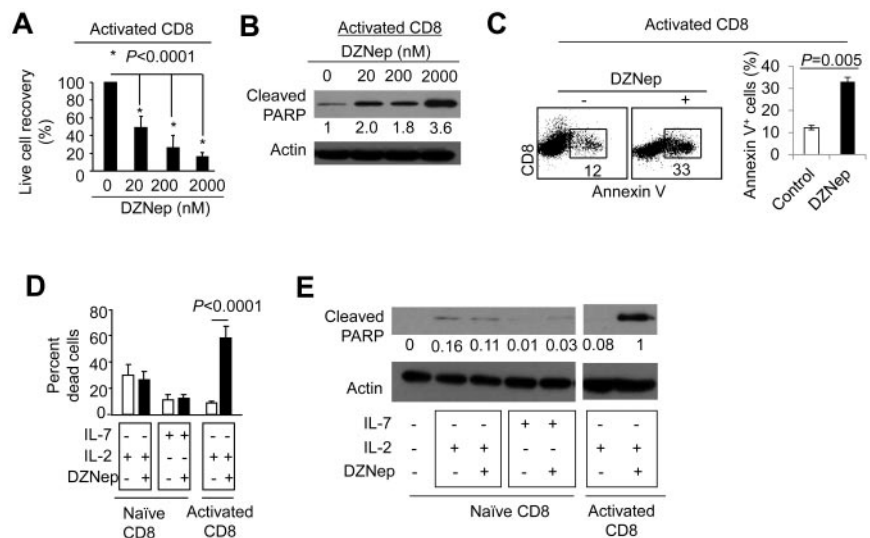 A
Activated CD8
* P<0.0001
Live cell recovery (%)
100
80
60
40
20
0
* * *
0 20 200 2000
DZNep (nM)
B
Activated CD8
DZNep (nM)
0 20 200 2000
Cleaved
PARP
1 2.0 1.8 3.6
Actin
C
Activated CD8
DZNep
- +
CD8
12 33
Annexin V
P=0.005
Annexin V+ cells (%)
40
30
20
10
0
Control
DZNep
D
P<0.0001
Percent
dead cells
80
60
40
20
0
IL-7 - - + + - -
IL-2 + + - - + +
DZNep - + - + - +
Naïve
CD8
Activated
CD8
E
Cleaved
PARP
0 0.16 0.11 0.01 0.03 0.08 1
Actin
IL-7 - - - + + - -
IL-2 - + + - - + +
DZNep - - + - + - +
Naïve CD8
Activated
CD8